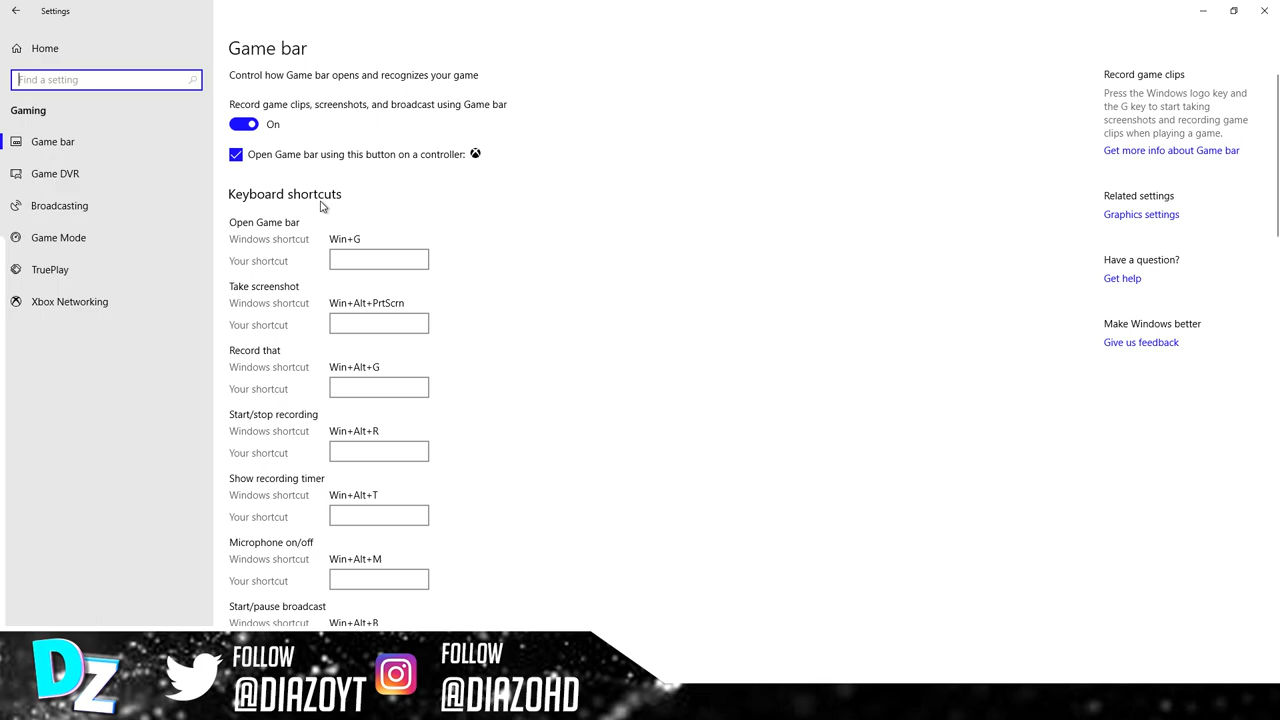 Settings
Home
Find a setting
Gaming
Game bar
Game DVR
Broadcasting
Game Mode
TruePlay
Xbox Networking
Game bar
Control how Game bar opens and recognizes your game
Record game clips, screenshots, and broadcast using Game bar
On
Open Game bar using this button on a controller:
Keyboard shortcuts
Open Game bar
Windows shortcut Win+G
Your shortcut
Take screenshot
Windows shortcut Win+Alt+PrtScrn
Your shortcut
Record that
Windows shortcut Win+Alt+G
Your shortcut
Start/stop recording
Windows shortcut Win+Alt+R
Your shortcut
Show recording timer
Windows shortcut Win+Alt+T
Your shortcut
Microphone on/off
Windows shortcut Win+Alt+M
Your shortcut
Start/pause broadcast
Windows shortcut Win+Alt+B
Record game clips
Press the Windows logo key and
the G key to start taking
screenshots and recording game
clips when playing a game.
Get more info about Game bar
Related settings
Graphics settings
Have a question?
Get help
Make Windows better
Give us feedback
DZ
FOLLOW
@DIAZOYT
FOLLOW
@DIAZOHD